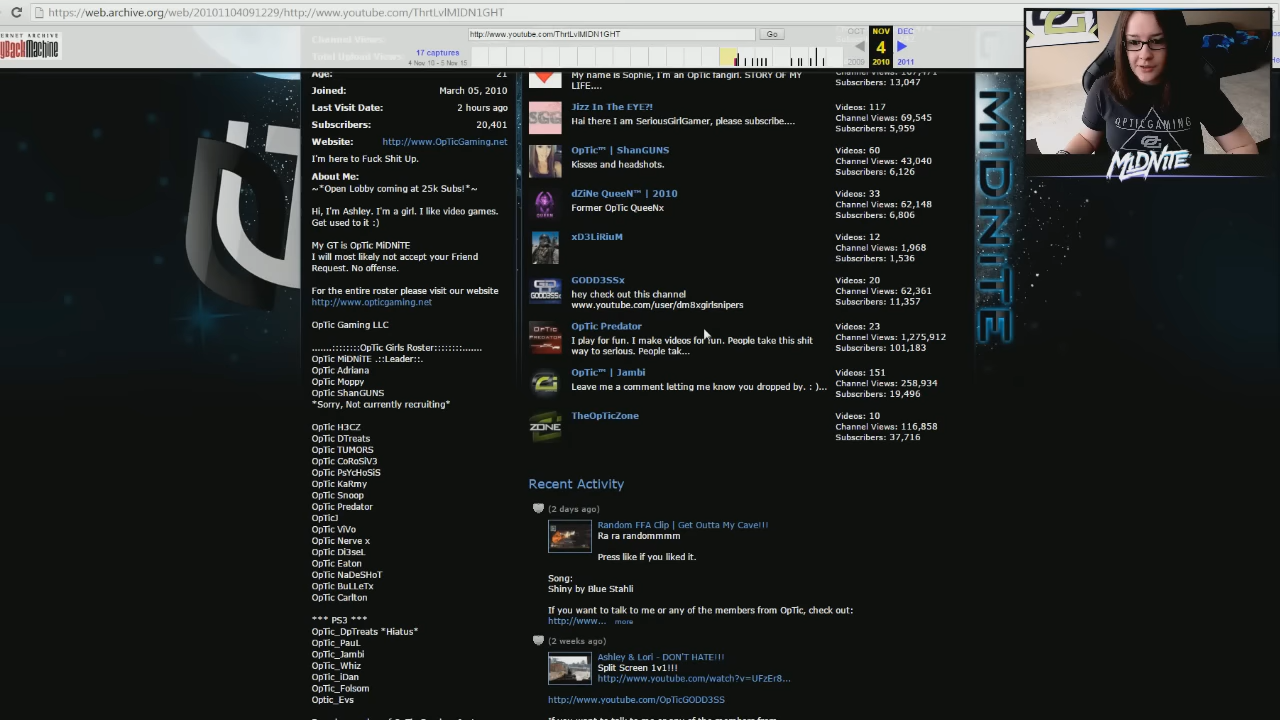 https://web.archive.org/web/20101104091229/http://www.youtube.com/ThrtLvlMIDN1GHT
INTERNET ARCHIVE
http://www.youtube.com/ThrtLvlMIDN1GHT
Go
OCT
NOV
DEC
17 captures
4 Nov 10 - 5 Nov 15
4
2009
2010
2011
Age: 21
Joined: March 05, 2010
Last Visit Date: 2 hours ago
Subscribers: 20,401
Website: http://www.OpTicGaming.net
I'm here to Fuck Shit Up.
About Me:
~*Open Lobby coming at 25k Subs!*~
Hi, I'm Ashley. I'm a girl. I like video games.
Get used to it :)
My GT is OpTic MiDNiTE
I will most likely not accept your Friend
Request. No offense.
For the entire roster please visit our website
http://www.opticgaming.net
OpTic Gaming LLC
.......::::::::OpTic Girls Roster::::::::.......
OpTic MiDNiTE .::Leader::.
OpTic Adriana
OpTic Moppy
OpTic ShanGUNS
*Sorry, Not currently recruiting*
OpTic H3CZ
OpTic DTreats
OpTic TUMORS
OpTic CoRoSiV3
OpTic PsYcHoSiS
OpTic KaRmy
OpTic Snoop
OpTic Predator
OpTicJ
OpTic ViVo
OpTic Nerve x
OpTic Di3seL
OpTic Eaton
OpTic NaDeSHoT
OpTic BuLLeTx
OpTic Carlton
*** PS3 ***
OpTic_DpTreats *Hiatus*
OpTic_PauL
OpTic_Jambi
OpTic_Whiz
OpTic_iDan
OpTic_Folsom
Optic_Evs
My name is Sophie, I'm an OpTic fangirl. STORY OF MY
LIFE....
Subscribers: 13,047
Jizz In The EYE?!
Hai there I am SeriousGirlGamer, please subscribe....
Videos: 117
Channel Views: 69,545
Subscribers: 5,959
OpTic™ | ShanGUNS
Kisses and headshots.
Videos: 60
Channel Views: 43,040
Subscribers: 6,126
dZiNe QueeN™ | 2010
Former OpTic QueeNx
Videos: 33
Channel Views: 62,148
Subscribers: 6,806
QUEEN
xD3LiRiuM
Videos: 12
Channel Views: 1,968
Subscribers: 1,536
GODD3SSx
hey check out this channel
www.youtube.com/user/dm8xgirlsnipers
Videos: 20
Channel Views: 62,361
Subscribers: 11,357
OpTic Predator
I play for fun. I make videos for fun. People take this shit
way to serious. People tak...
Videos: 23
Channel Views: 1,275,912
Subscribers: 101,183
OpTic
PREDATOR
OpTic™ | Jambi
Leave me a comment letting me know you dropped by. : )...
Videos: 151
Channel Views: 258,934
Subscribers: 19,496
TheOpTicZone
Videos: 10
Channel Views: 116,858
Subscribers: 37,716
ZONE
Recent Activity
(2 days ago)
Random FFA Clip | Get Outta My Cave!!!
Ra ra randommmm
Press like if you liked it.
Song:
Shiny by Blue Stahli
If you want to talk to me or any of the members from OpTic, check out:
http://www... more
(2 weeks ago)
Ashley & Lori - DON'T HATE!!!
Split Screen 1v1!!!
http://www.youtube.com/watch?v=UFzEr8...
http://www.youtube.com/OpTicGODD3SS
MiDNiTE
OPTICGAMING
MiDNiTE